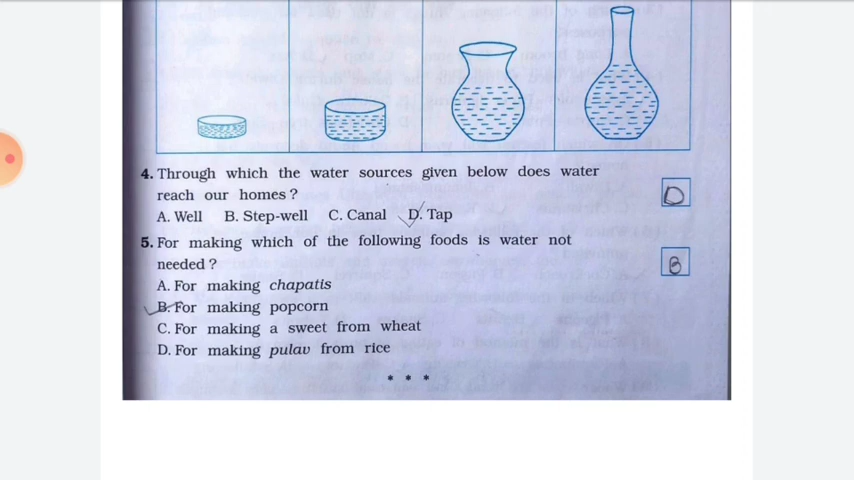 4. Through which the water sources given below does water
reach our homes ?
D
A. Well B. Step-well C. Canal D. Tap
5. For making which of the following foods is water not
needed ?
B
A. For making chapatis
B. For making popcorn
C. For making a sweet from wheat
D. For making pulav from rice
* * *